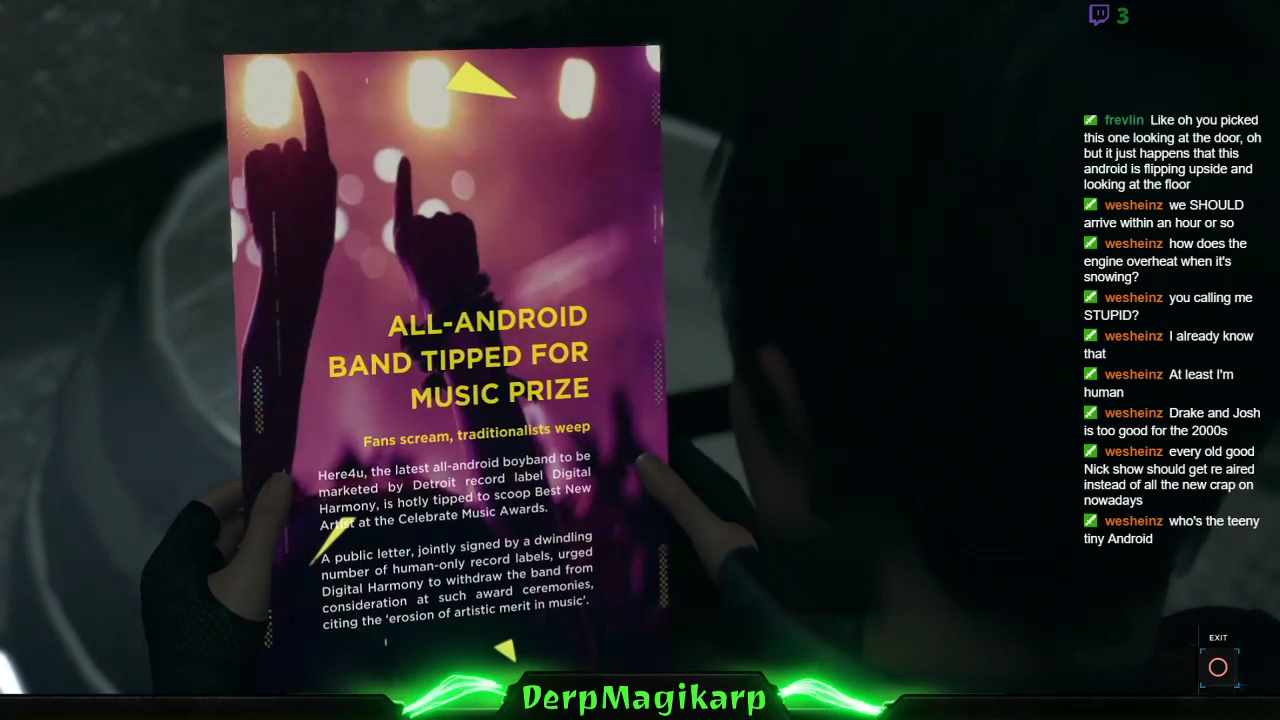 3
frevlin Like oh you picked
this one looking at the door, oh
but it just happens that this
android is flipping upside and
looking at the floor
wesheinz we SHOULD
arrive within an hour or so
wesheinz how does the
engine overheat when it's
snowing?
wesheinz you calling me
STUPID?
wesheinz I already know
that
wesheinz At least I'm
human
wesheinz Drake and Josh
is too good for the 2000s
wesheinz every old good
Nick show should get re aired
instead of all the new crap on
nowadays
wesheinz who's the teeny
tiny Android
ALL-ANDROID
BAND TIPPED FOR
MUSIC PRIZE
Fans scream, traditionalists weep
Here4u, the latest all-android boyband to be
marketed by Detroit record label Digital
Harmony, is hotly tipped to scoop Best New
Artist at the Celebrate Music Awards.
A public letter, jointly signed by a dwindling
number of human-only record labels, urged
Digital Harmony to withdraw the band from
consideration at such award ceremonies,
citing the 'erosion of artistic merit in music'.
EXIT
DerpMagikarp